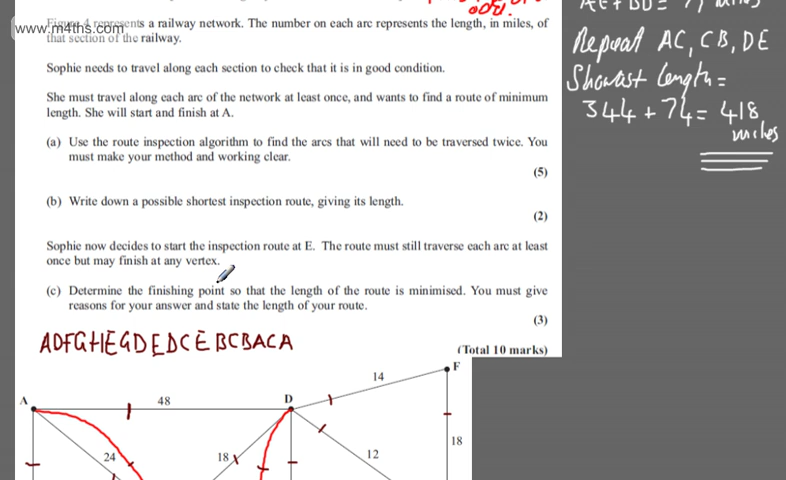 Figure 4 represents a railway network. The number on each arc represents the length, in miles, of
that section of the railway.
www.m4ths.com
Sophie needs to travel along each section to check that it is in good condition.
She must travel along each arc of the network at least once, and wants to find a route of minimum
length. She will start and finish at A.
(a) Use the route inspection algorithm to find the arcs that will need to be traversed twice. You
must make your method and working clear.
(5)
(b) Write down a possible shortest inspection route, giving its length.
(2)
Sophie now decides to start the inspection route at E. The route must still traverse each arc at least
once but may finish at any vertex.
(c) Determine the finishing point so that the length of the route is minimised. You must give
reasons for your answer and state the length of your route.
(3)
ADFGHEGDEDCEBCBACA
(Total 10 marks)
Repeat AC, CB, DE
Shortest length =
344 + 74 = 418
miles
A
48
D
14
F
24
18
12
18